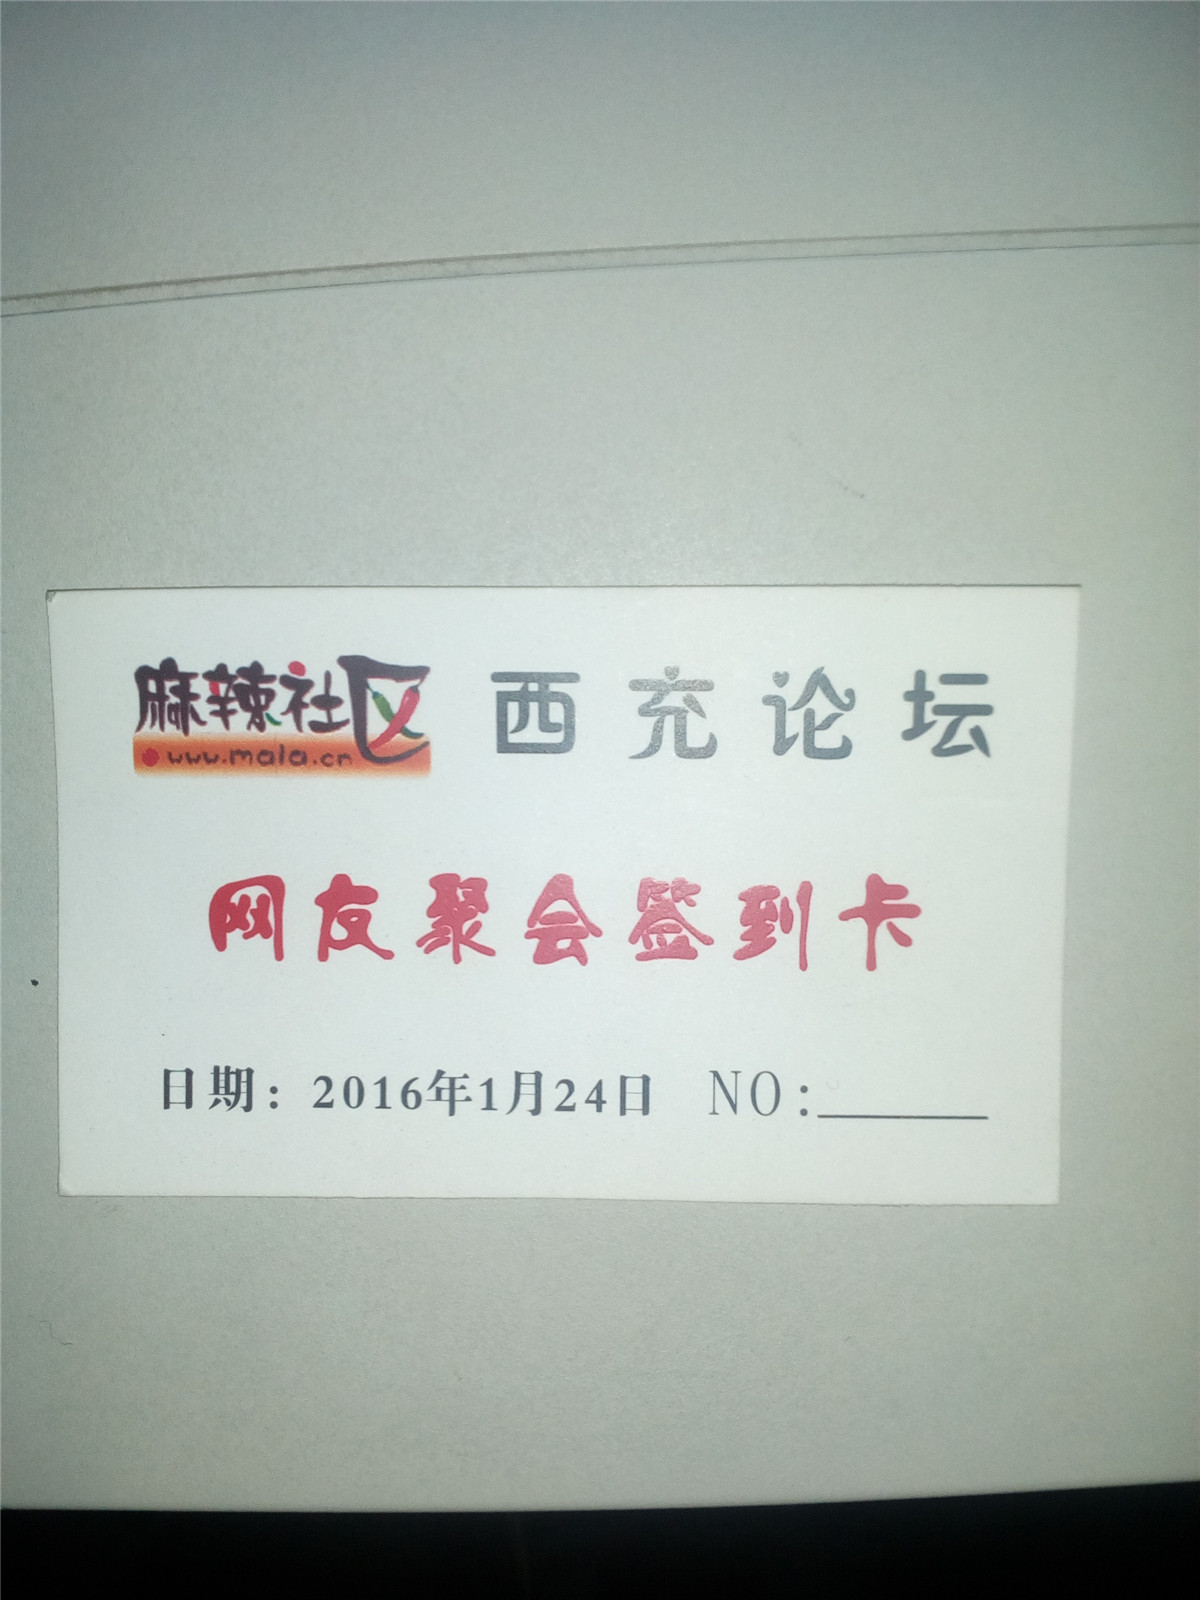 麻辣社区 西充论坛
www.mala.cn
网友聚会签到卡
日期：2016年1月24日 NO:______